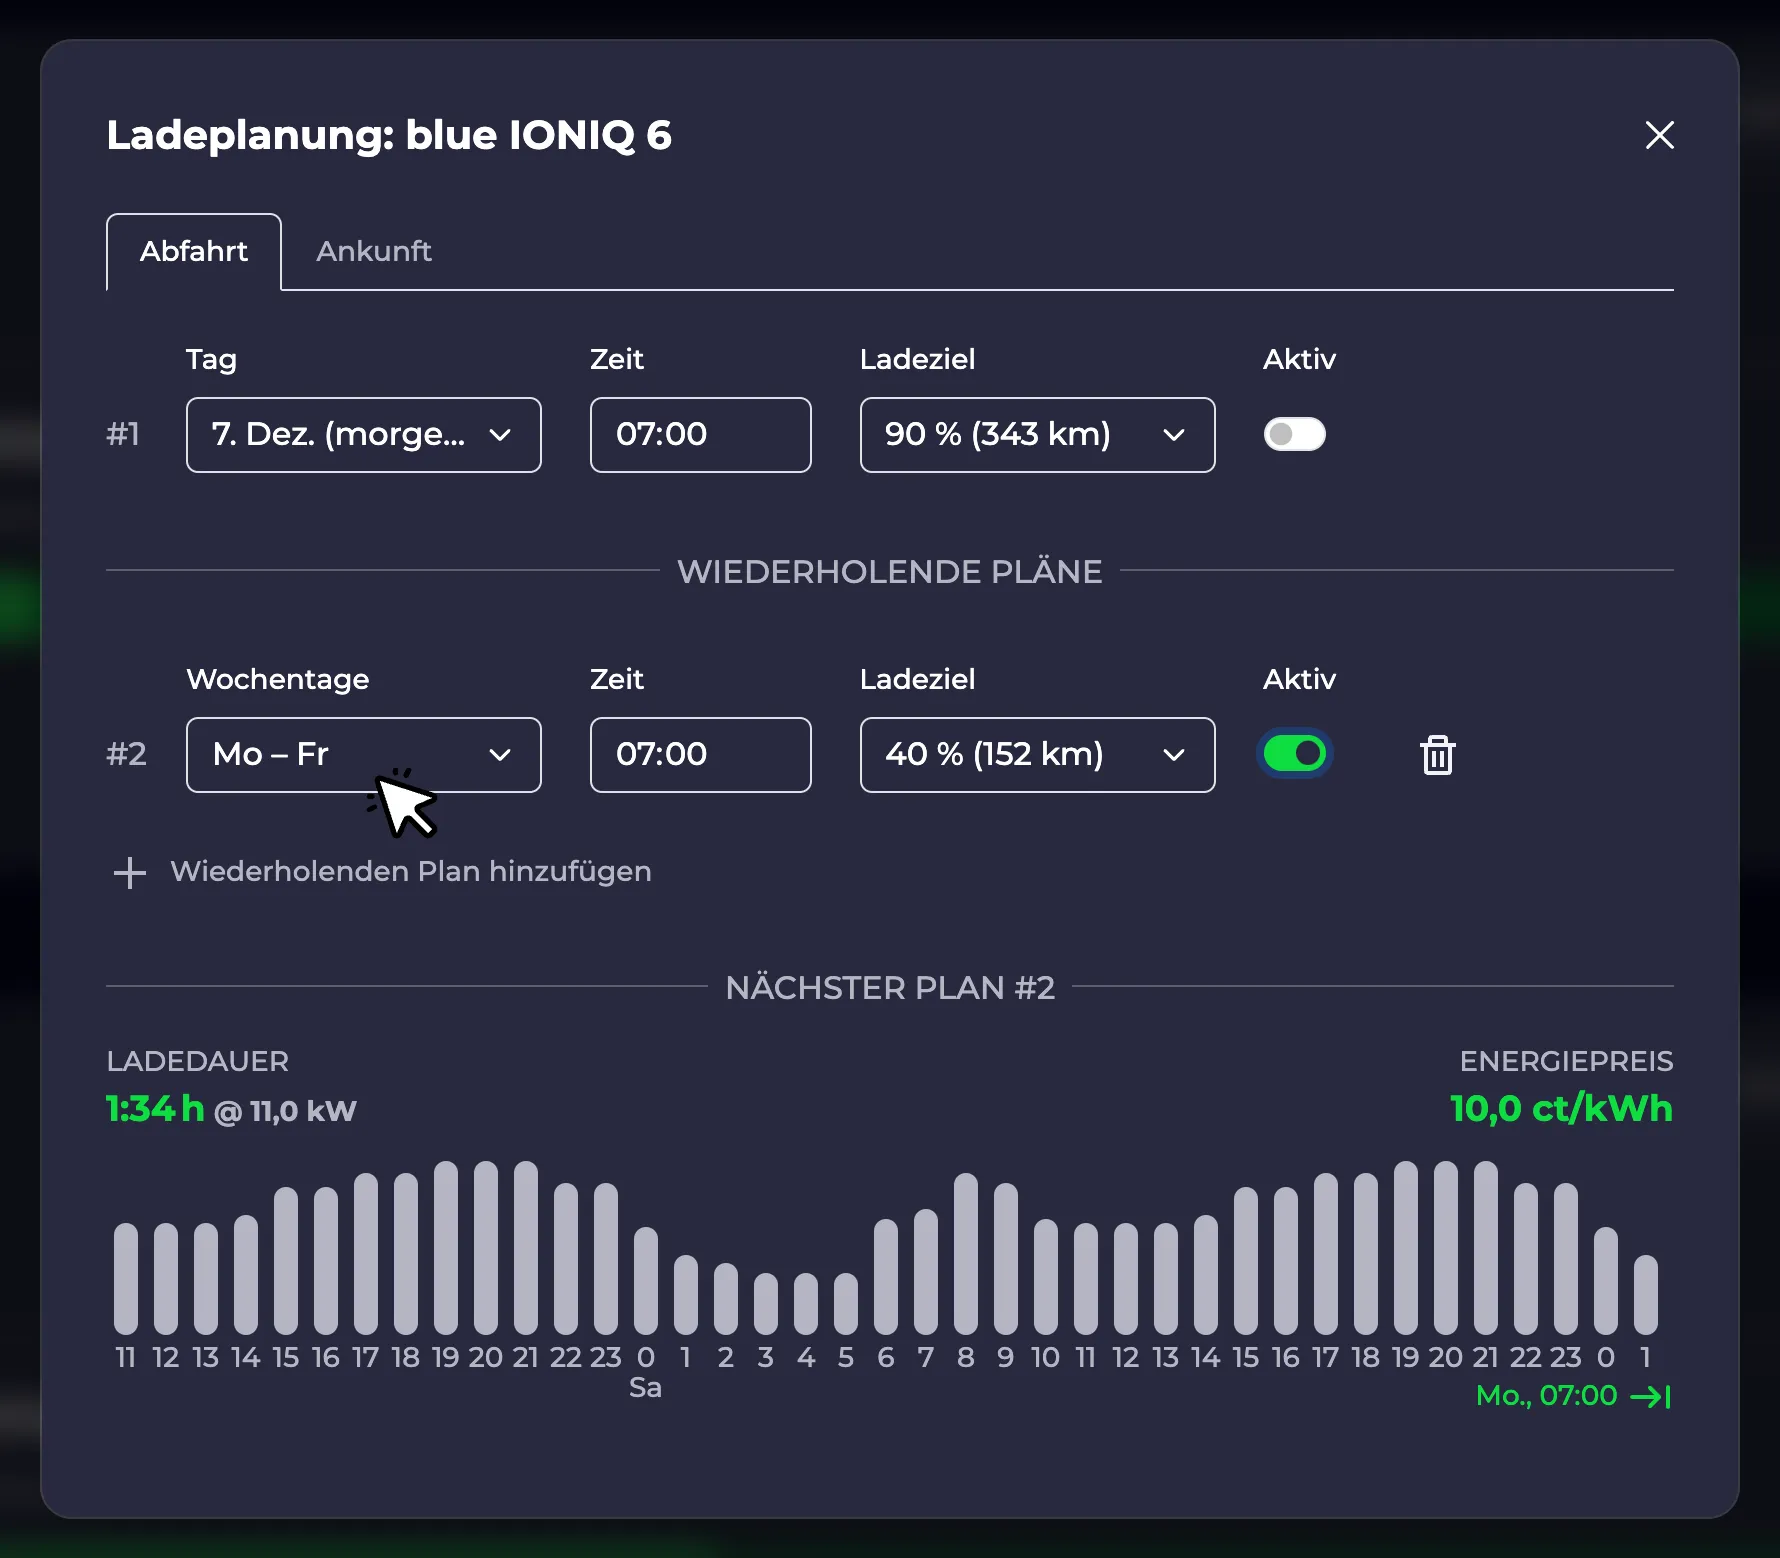 Ladeplanung: blue IONIQ 6
Abfahrt Ankunft
Tag Zeit Ladeziel Aktiv
#1 7. Dez. (morge... 07:00 90 % (343 km)
WIEDERHOLENDE PLÄNE
Wochentage Zeit Ladeziel Aktiv
#2 Mo – Fr 07:00 40 % (152 km)
Wiederholenden Plan hinzufügen
NÄCHSTER PLAN #2
LADEDAUER ENERGIEPREIS
1:34 h @ 11,0 kW 10,0 ct/kWh
11 12 13 14 15 16 17 18 19 20 21 22 23 0 1 2 3 4 5 6 7 8 9 10 11 12 13 14 15 16 17 18 19 20 21 22 23 0 1
Sa
Mo., 07:00